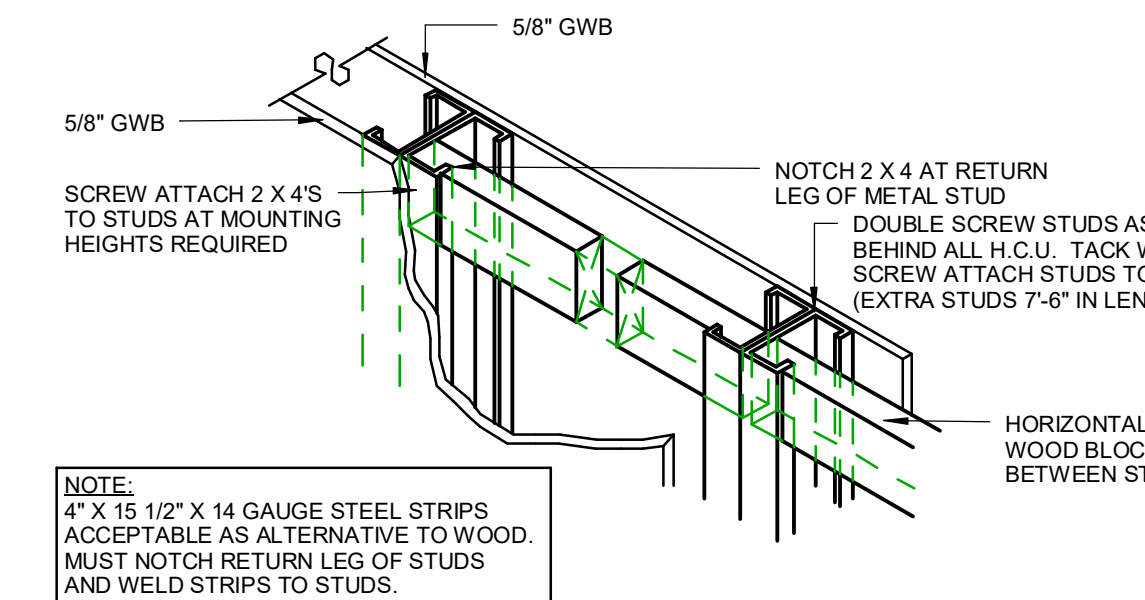 5/8" GWB
5/8" GWB
SCREW ATTACH 2 X 4'S
TO STUDS AT MOUNTING
HEIGHTS REQUIRED
NOTCH 2 X 4 AT RETURN
LEG OF METAL STUD
DOUBLE SCREW STUDS AS
BEHIND ALL H.C.U. TACK
SCREW ATTACH STUDS TO
(EXTRA STUDS 7'-6" IN
HORIZONTAL
WOOD
BETWEEN
NOTE:
4" X 15 1/2" X 14 GAUGE STEEL STRIPS
ACCEPTABLE AS ALTERNATIVE TO WOOD.
MUST NOTCH RETURN LEG OF STUDS
AND WELD STRIPS TO STUDS.